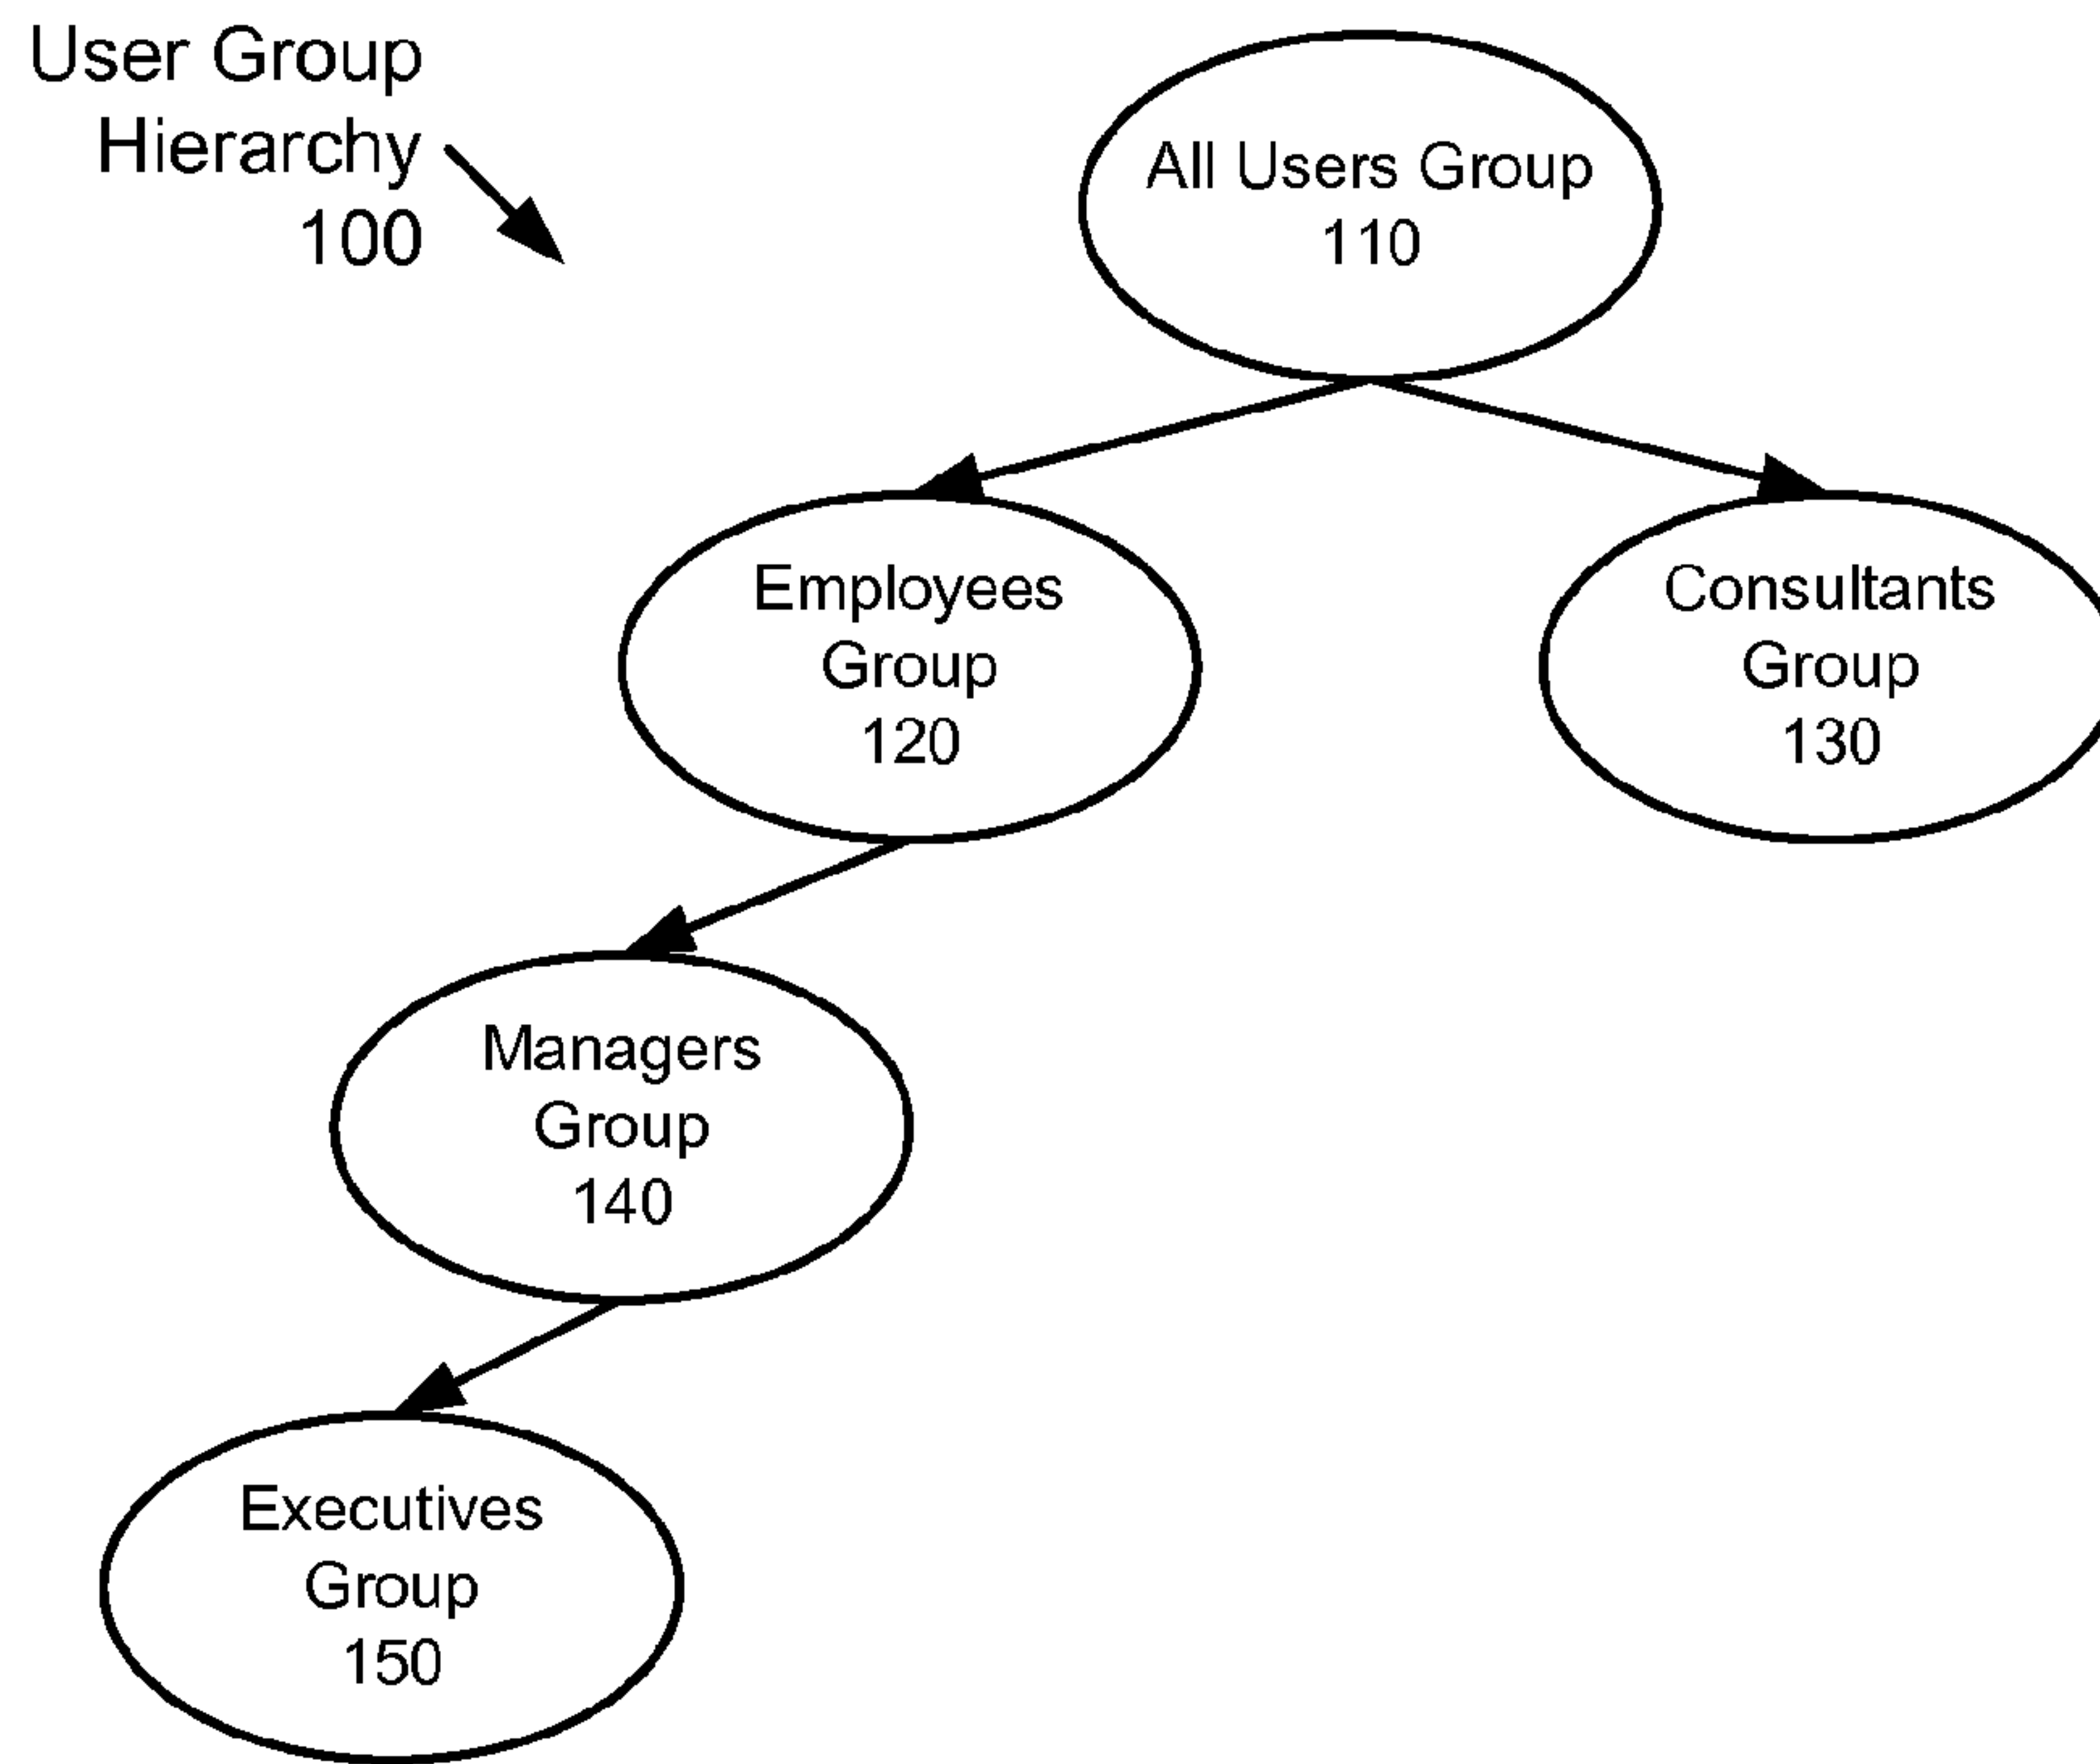 User Group
Hierarchy
100
All Users Group
110
Employees
Group
120
Consultants
Group
130
Managers
Group
140
Executives
Group
150